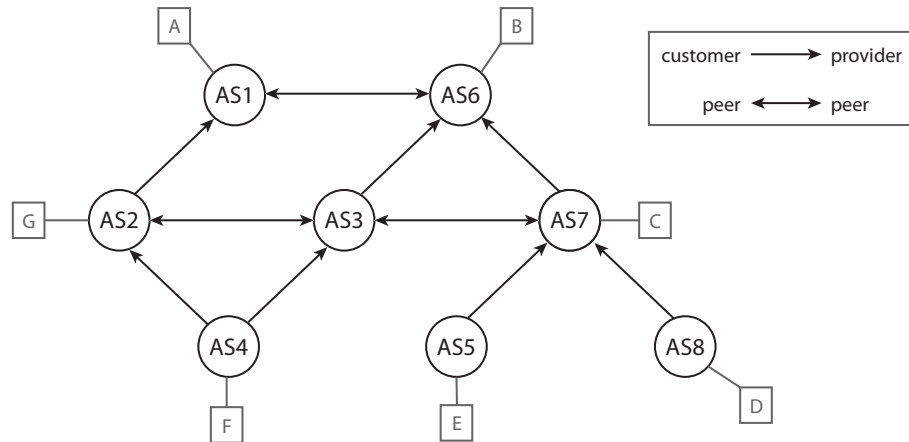 A
B
AS1
AS6
customer provider
peer peer
G
AS2
AS3
AS7
C
AS4
AS5
AS8
F
E
D